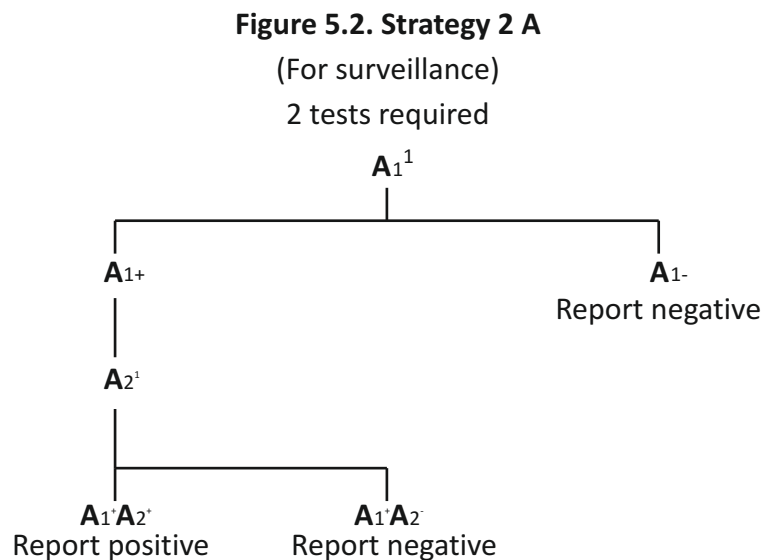 Figure 5.2. Strategy 2 A
(For surveillance)
2 tests required
A₁¹
A₁₊ A₁₋
Report negative
A₂¹
A₁⁺A₂⁺ A₁⁺A₂⁻
Report positive Report negative